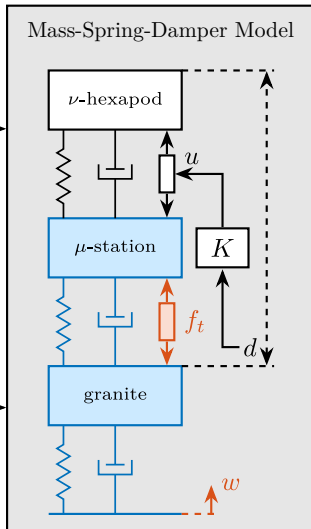 Mass-Spring-Damper Model
ν-hexapod
u
μ-station
K
f_t
d
granite
w